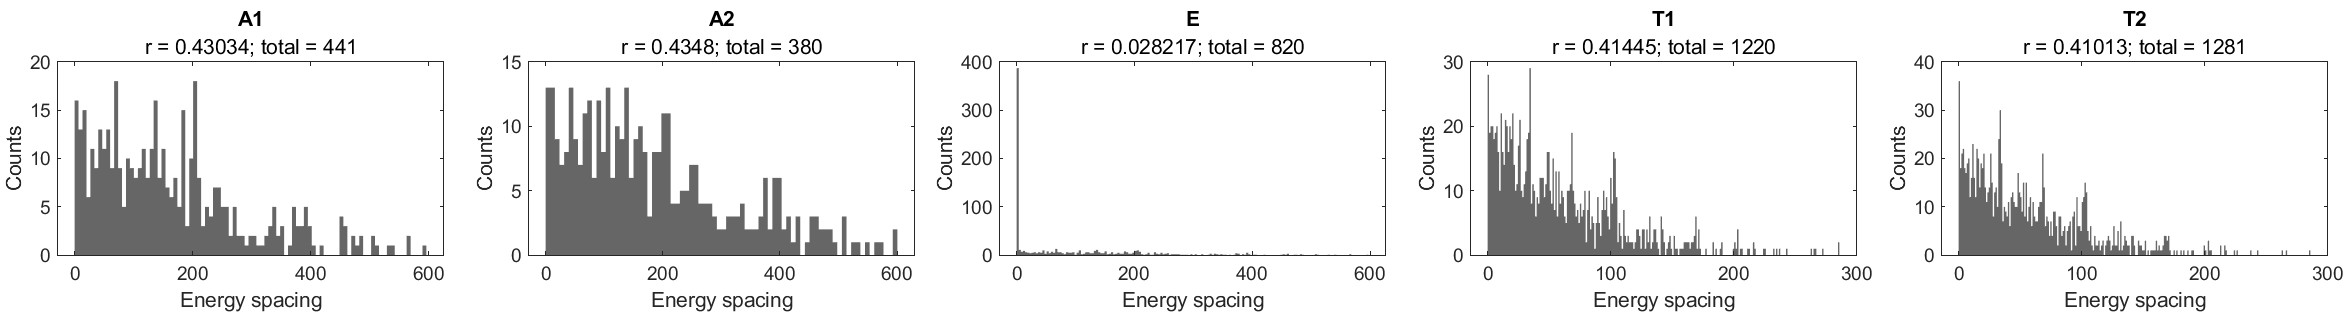 A1
r = 0.43034; total = 441
20
15
10
5
0
Counts
0 200 400 600
Energy spacing
A2
r = 0.4348; total = 380
15
10
5
0
Counts
0 200 400 600
Energy spacing
E
r = 0.028217; total = 820
400
300
200
100
0
Counts
0 200 400 600
Energy spacing
T1
r = 0.41445; total = 1220
30
20
10
0
Counts
0 100 200 300
Energy spacing
T2
r = 0.41013; total = 1281
40
30
20
10
0
Counts
0 100 200 300
Energy spacing